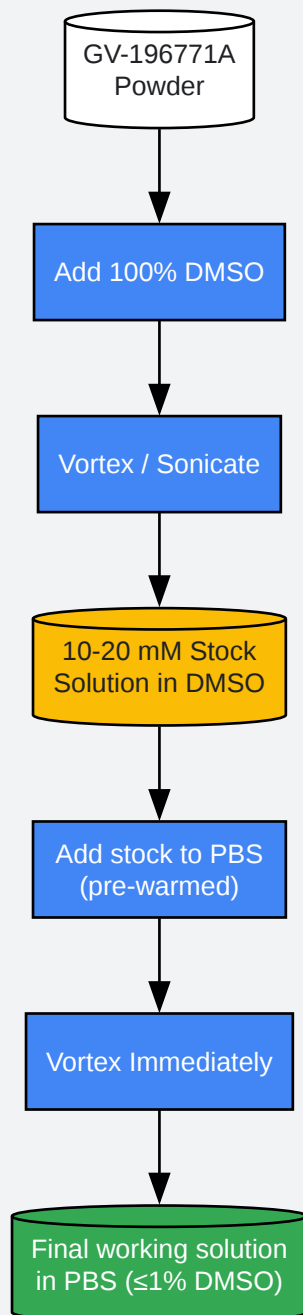 GV-196771A
Powder
Add 100% DMSO
Vortex / Sonicate
10-20 mM Stock
Solution in DMSO
Add stock to PBS
(pre-warmed)
Vortex Immediately
Final working solution
in PBS (≤1% DMSO)